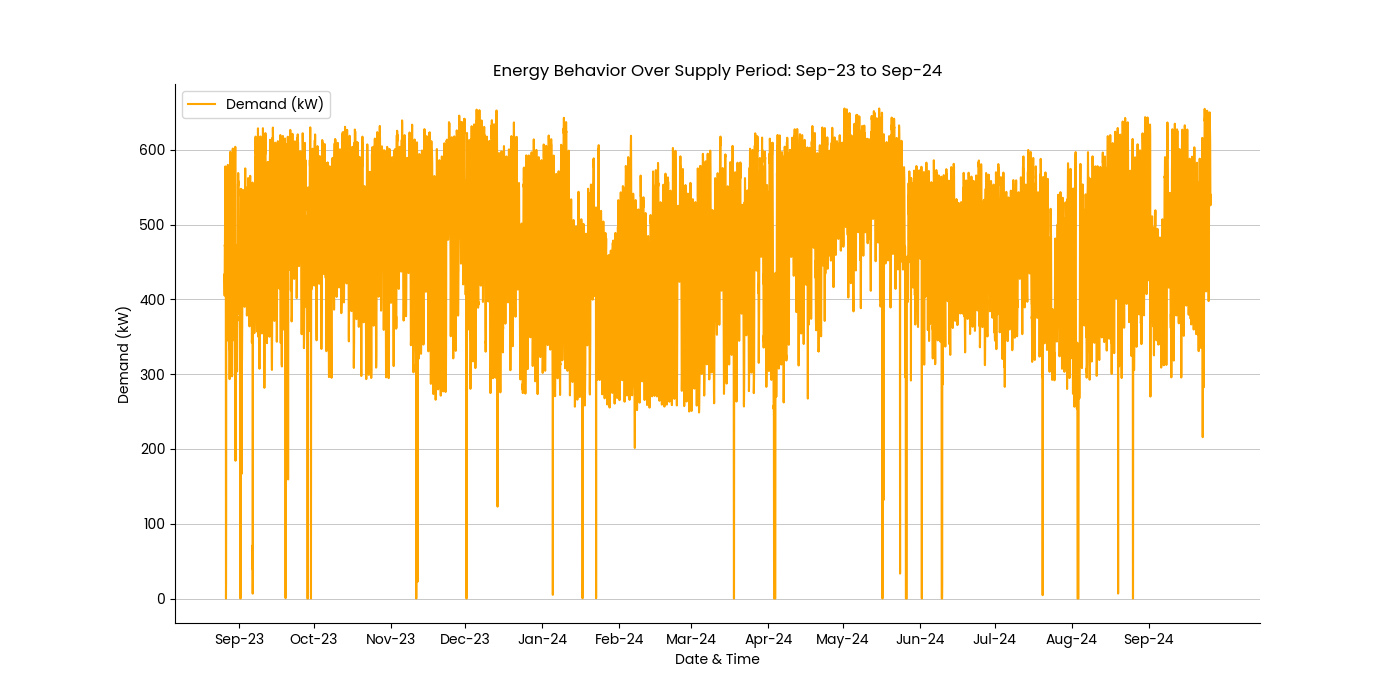 Energy Behavior Over Supply Period: Sep-23 to Sep-24
Demand (kW)
600
500
400
300
200
100
0
Demand (kW)
Sep-23 Oct-23 Nov-23 Dec-23 Jan-24 Feb-24 Mar-24 Apr-24 May-24 Jun-24 Jul-24 Aug-24 Sep-24
Date & Time